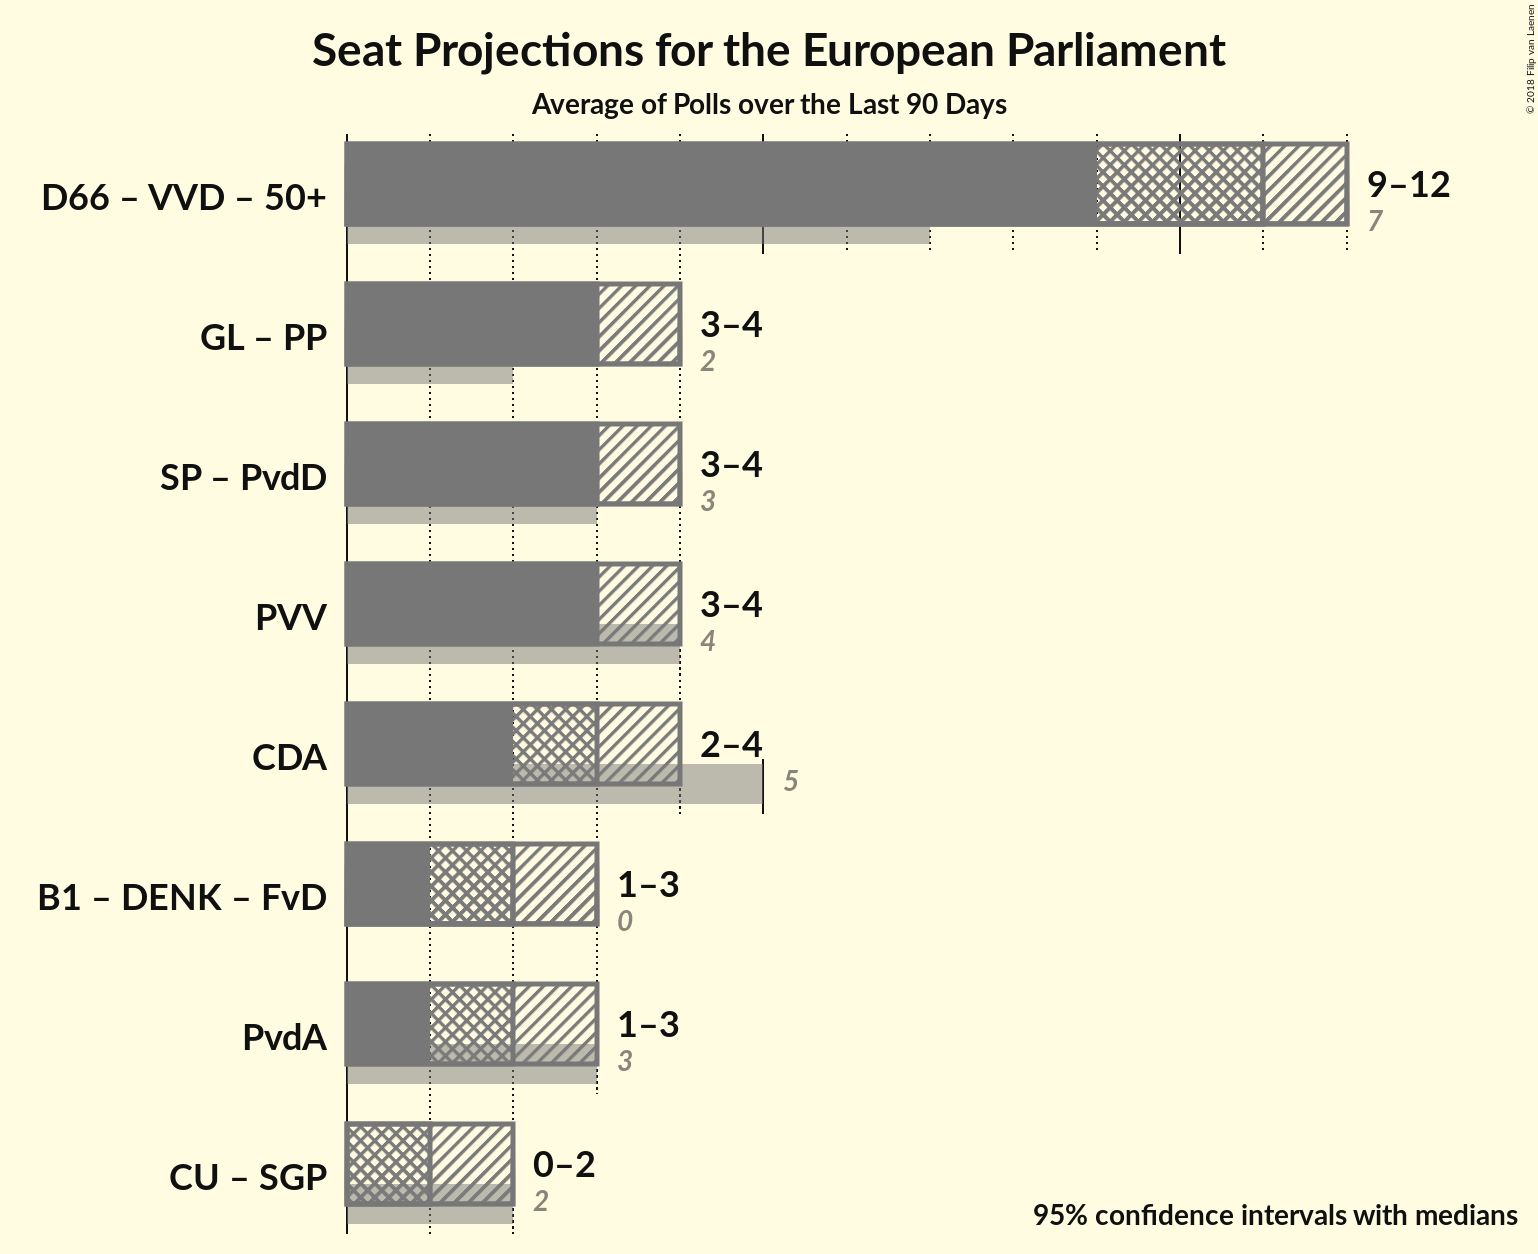 Seat Projections for the European Parliament
Average of Polls over the Last 90 Days
© 2018 Filip van Laenen
D66 – VVD – 50+
9–12
7
GL – PP
3–4
2
SP – PvdD
3–4
3
PVV
3–4
4
CDA
2–4
5
B1 – DENK – FvD
1–3
0
PvdA
1–3
3
CU – SGP
0–2
2
95% confidence intervals with medians